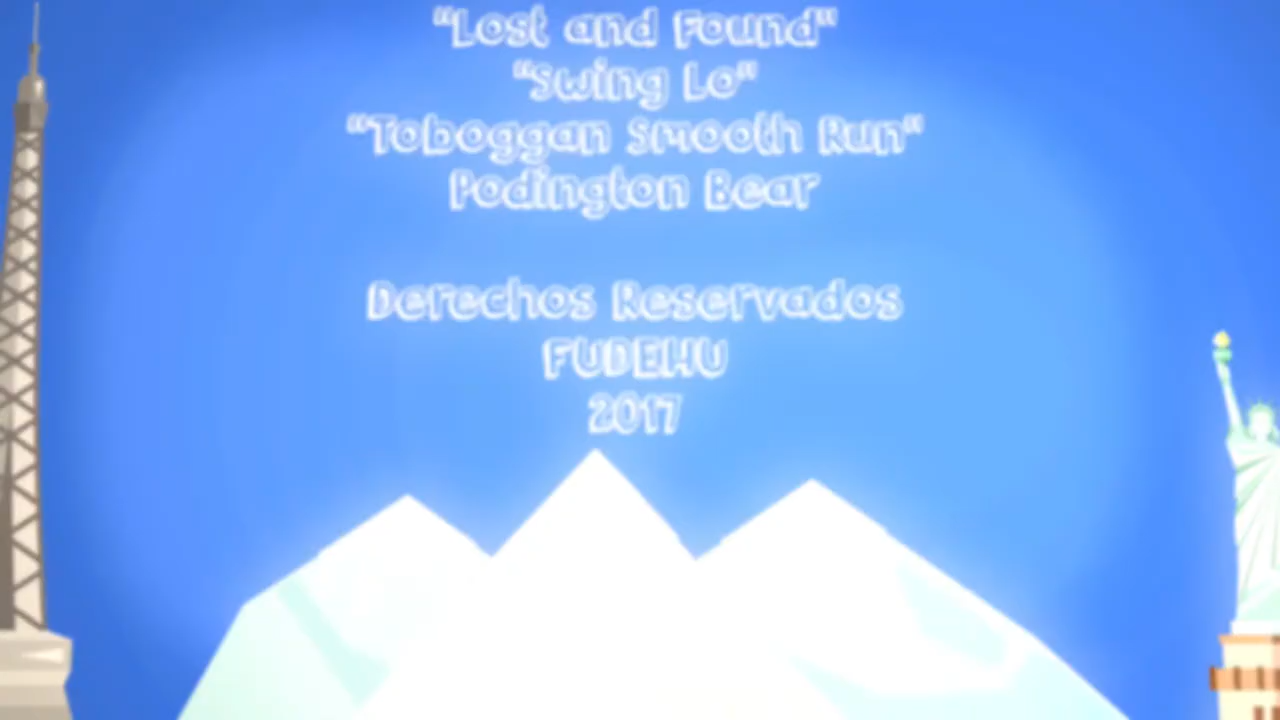 "Lost and Found"
"Swing Lo"
"Toboggan Smooth Run"
Podington Bear
Derechos Reservados
FUDEHU
2017